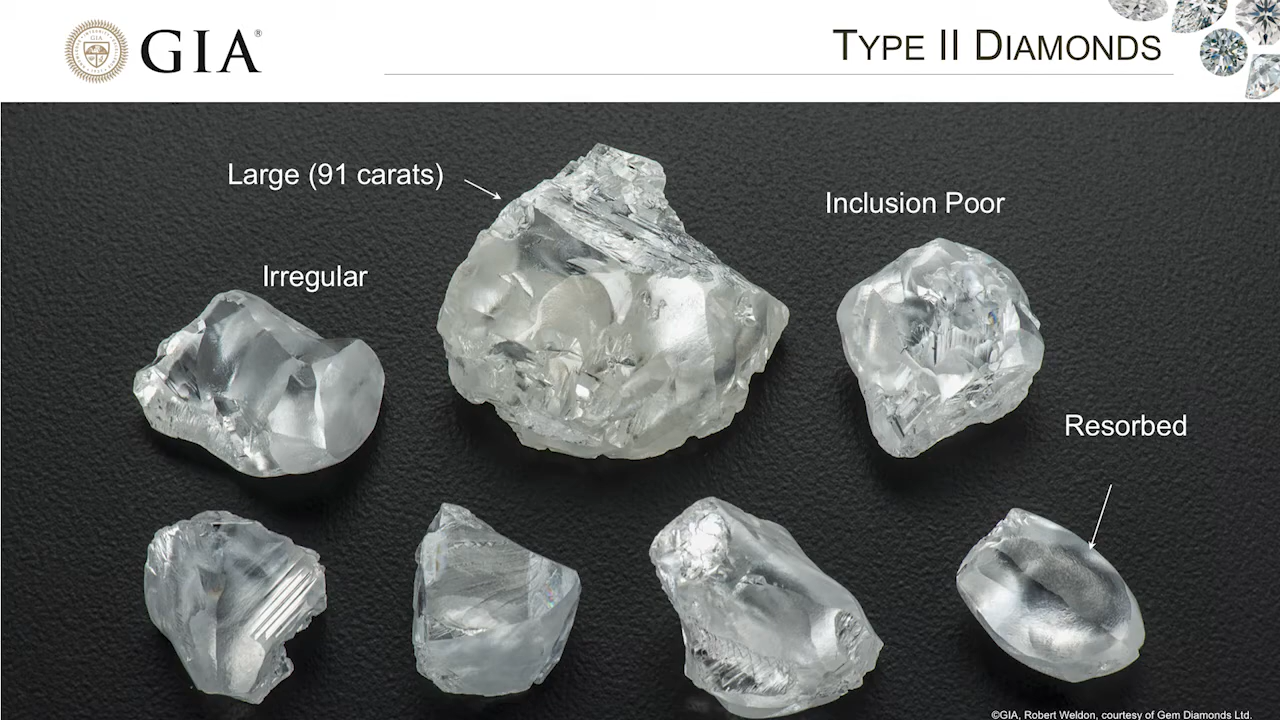 GIA®
TYPE II DIAMONDS
Large (91 carats)
Inclusion Poor
Irregular
Resorbed
©GIA, Robert Weldon, courtesy of Gem Diamonds Ltd.